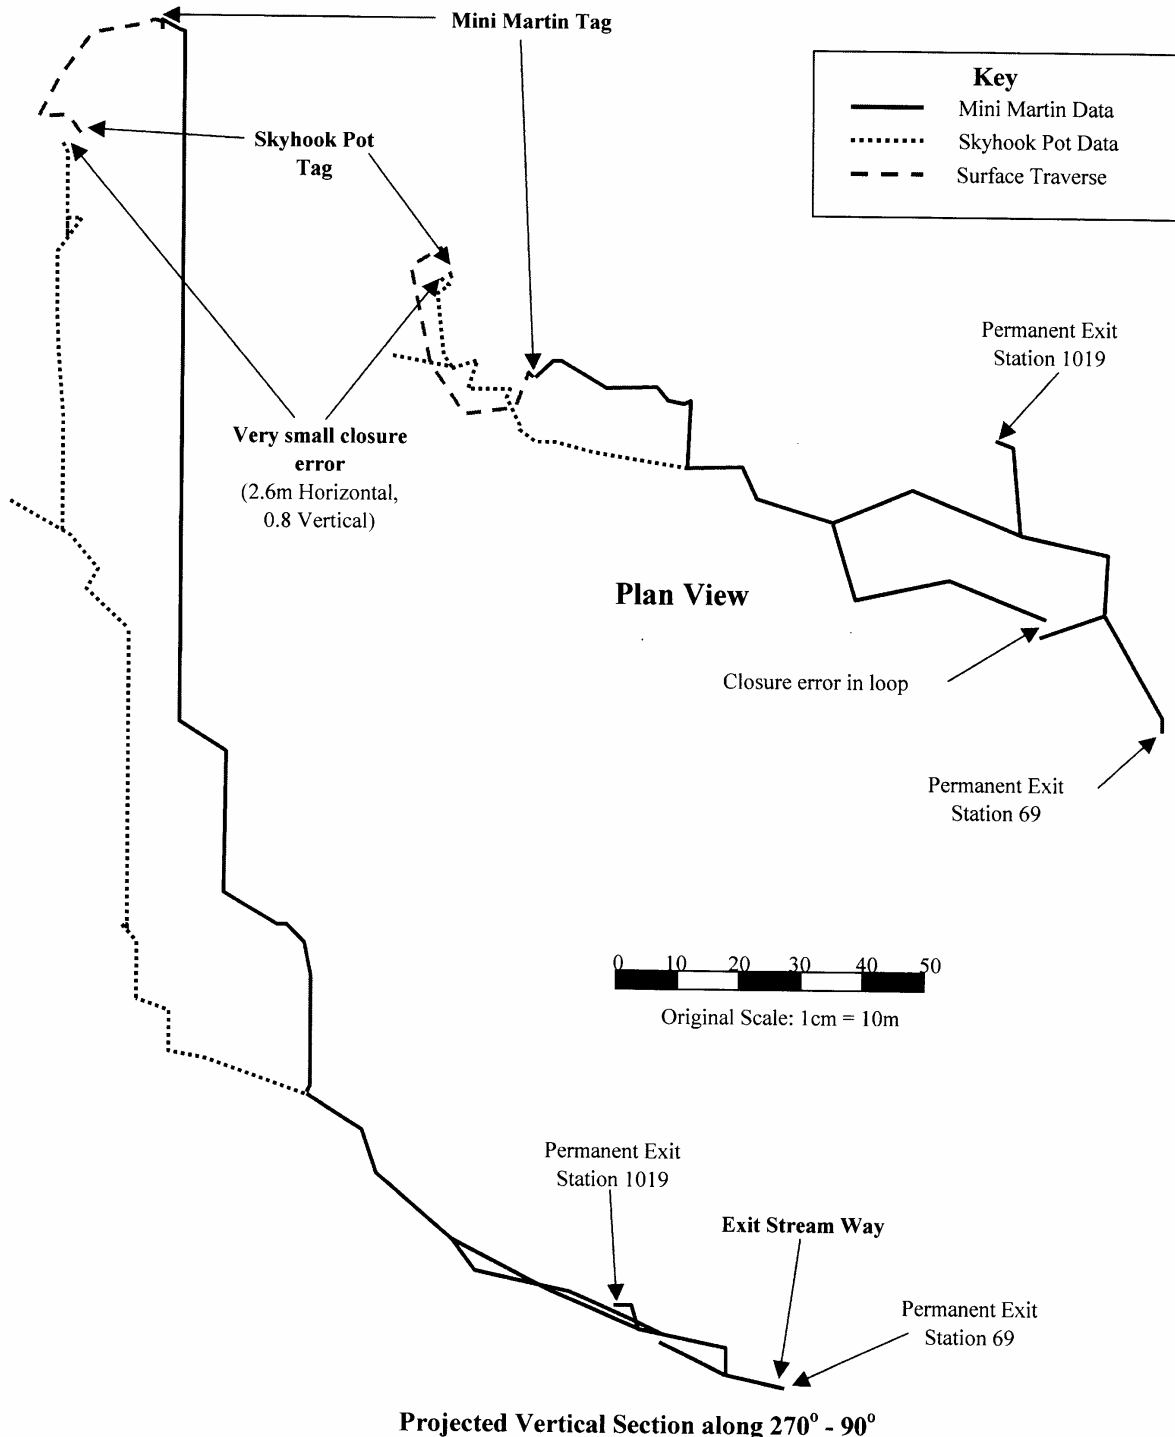 Mini Martin Tag
Key
Mini Martin Data
Skyhook Pot Data
Surface Traverse
Skyhook Pot
Tag
Permanent Exit
Station 1019
Very small closure
error
(2.6m Horizontal,
0.8 Vertical)
Plan View
Closure error in loop
Permanent Exit
Station 69
0 10 20 30 40 50
Original Scale: 1cm = 10m
Permanent Exit
Station 1019
Exit Stream Way
Permanent Exit
Station 69
Projected Vertical Section along 270° - 90°